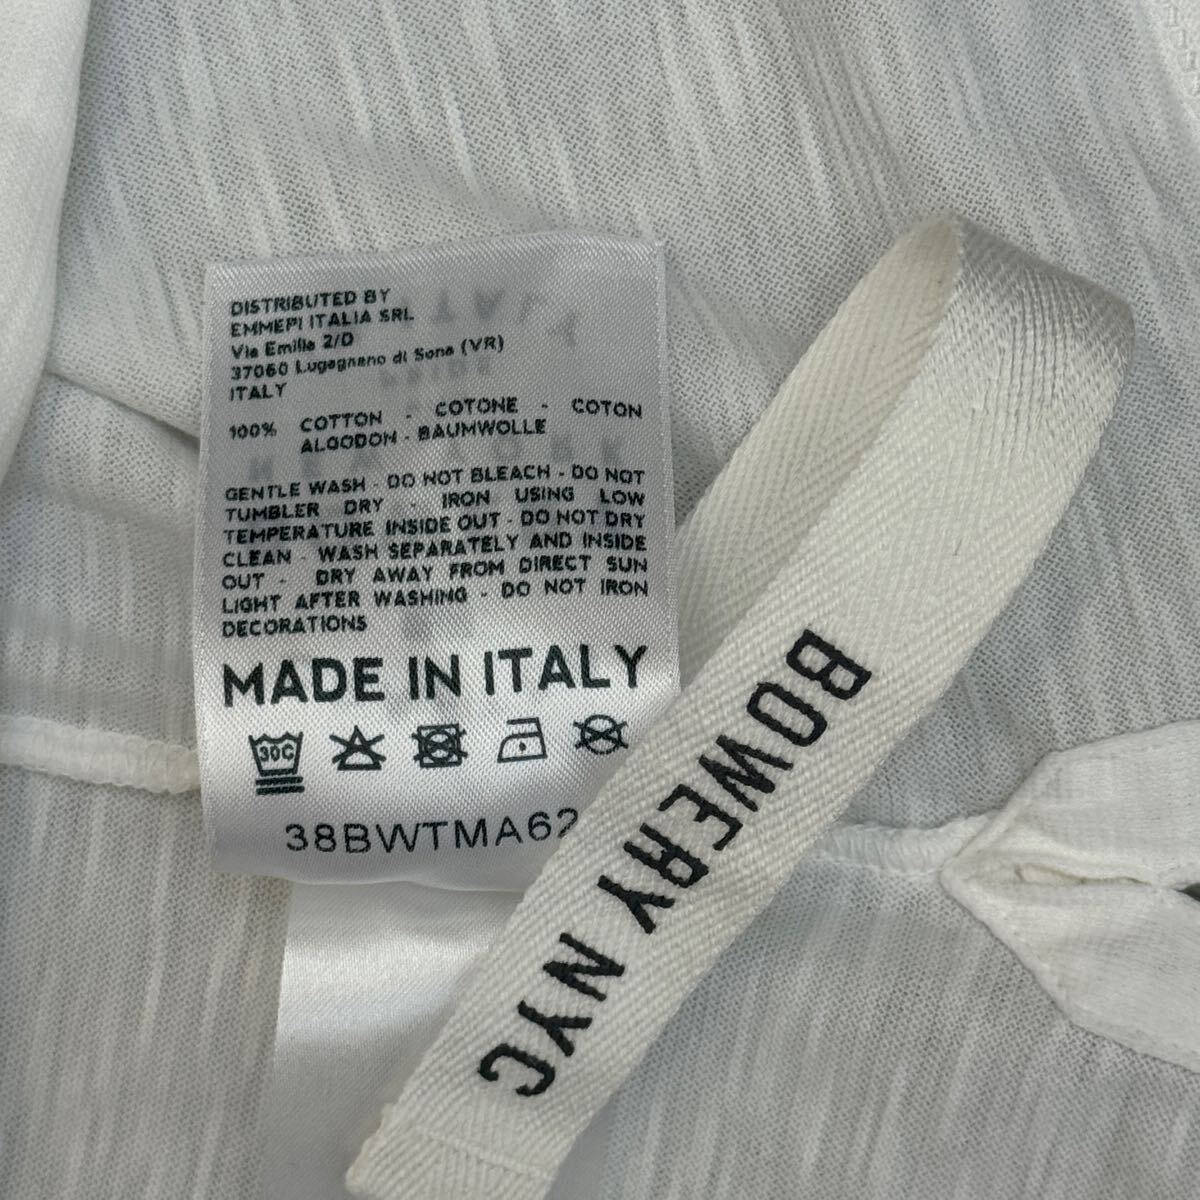 DISTRIBUTED BY
EMMEPI ITALIA SRL
Via Emilia 2/D
37060 Lugagnano di Sona (VR)
ITALY
100% COTTON - COTONE - COTON
ALGODON - BAUMWOLLE
GENTLE WASH - DO NOT BLEACH - DO NOT
TUMBLER DRY - IRON USING LOW
TEMPERATURE INSIDE OUT - DO NOT DRY
CLEAN - WASH SEPARATELY AND INSIDE
OUT - DRY AWAY FROM DIRECT SUN
LIGHT AFTER WASHING - DO NOT IRON
DECORATIONS
MADE IN ITALY
30C
38BWTMA62
BOWERY NYC